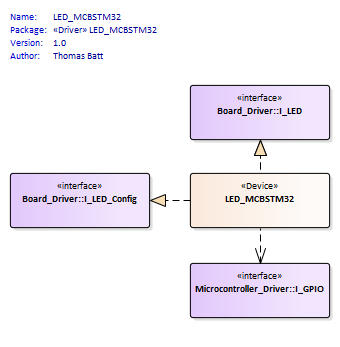 Name: LED_MCBSTM32
Package: «Driver» LED_MCBSTM32
Version: 1.0
Author: Thomas Batt
«interface»
Board_Driver::I_LED
«interface»
Board_Driver::I_LED_Config
«Device»
LED_MCBSTM32
«interface»
Microcontroller_Driver::I_GPIO